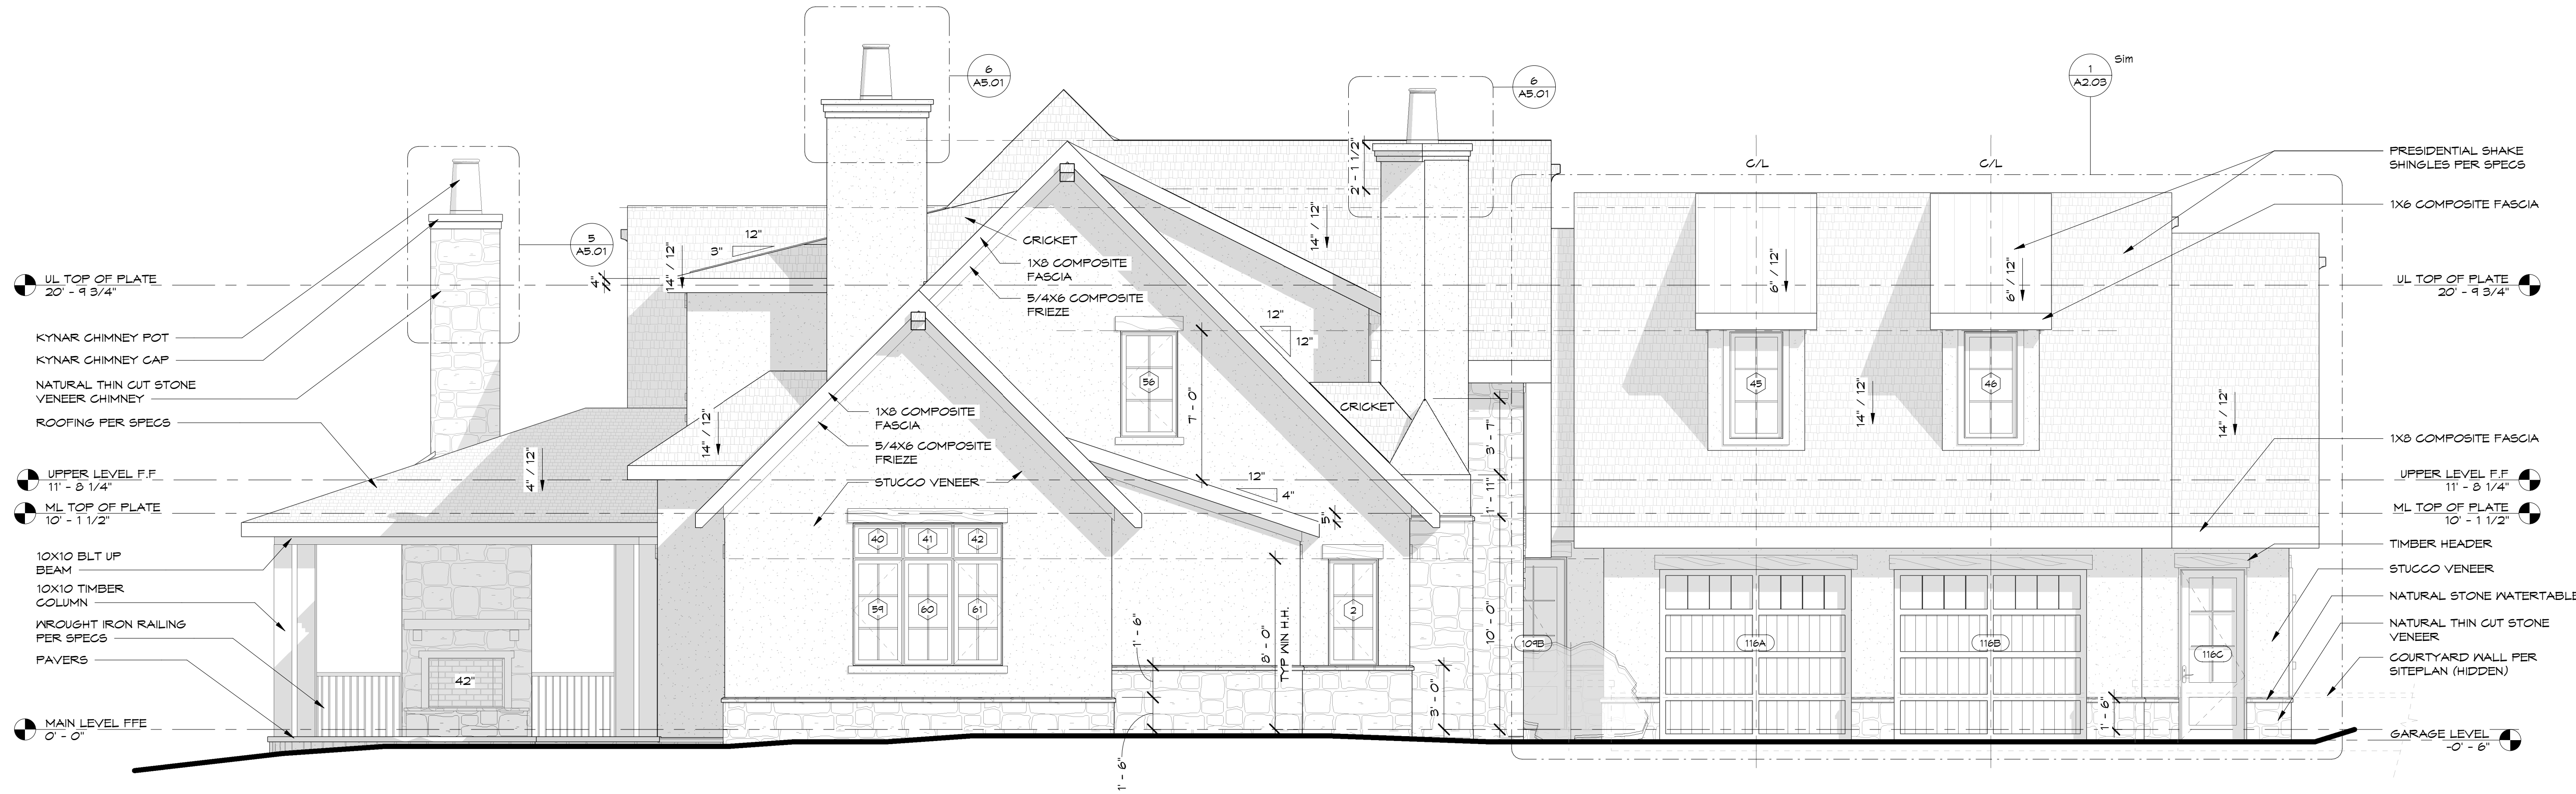 6
A5.01
6
A5.01
1
A2.03
Sim
5
A5.01
C/L
C/L
PRESIDENTIAL SHAKE
SHINGLES PER SPECS
1X6 COMPOSITE FASCIA
2' - 1 1/2"
14" / 12"
12"
3"
14" / 12"
4"
CRICKET
1X8 COMPOSITE
FASCIA
5/4X6 COMPOSITE
FRIEZE
6" / 12"
6" / 12"
UL TOP OF PLATE
20' - 9 3/4"
UL TOP OF PLATE
20' - 9 3/4"
12"
12"
KYNAR CHIMNEY POT
KYNAR CHIMNEY CAP
NATURAL THIN CUT STONE
VENEER CHIMNEY
ROOFING PER SPECS
56
45
46
7' - 0"
CRICKET
14" / 12"
14" / 12"
14" / 12"
1X8 COMPOSITE
FASCIA
5/4X6 COMPOSITE
FRIEZE
STUCCO VENEER
3' - 7"
1X8 COMPOSITE FASCIA
4" / 12"
UPPER LEVEL F.F
11' - 8 1/4"
ML TOP OF PLATE
10' - 1 1/2"
12"
4"
1' - 11"
5"
UPPER LEVEL F.F
11' - 8 1/4"
ML TOP OF PLATE
10' - 1 1/2"
10X10 BLT UP
BEAM
10X10 TIMBER
COLUMN
WROUGHT IRON RAILING
PER SPECS
PAVERS
40
41
42
59
60
61
2
42"
1' - 6"
1' - 6"
8' - 0"
TYP WIN H.H.
3' - 0"
10' - 0"
109B
116A
116B
116C
1' - 6"
TIMBER HEADER
STUCCO VENEER
NATURAL STONE WATERTABLE
NATURAL THIN CUT STONE
VENEER
COURTYARD WALL PER
SITEPLAN (HIDDEN)
MAIN LEVEL FFE
0' - 0"
GARAGE LEVEL
-0' - 6"